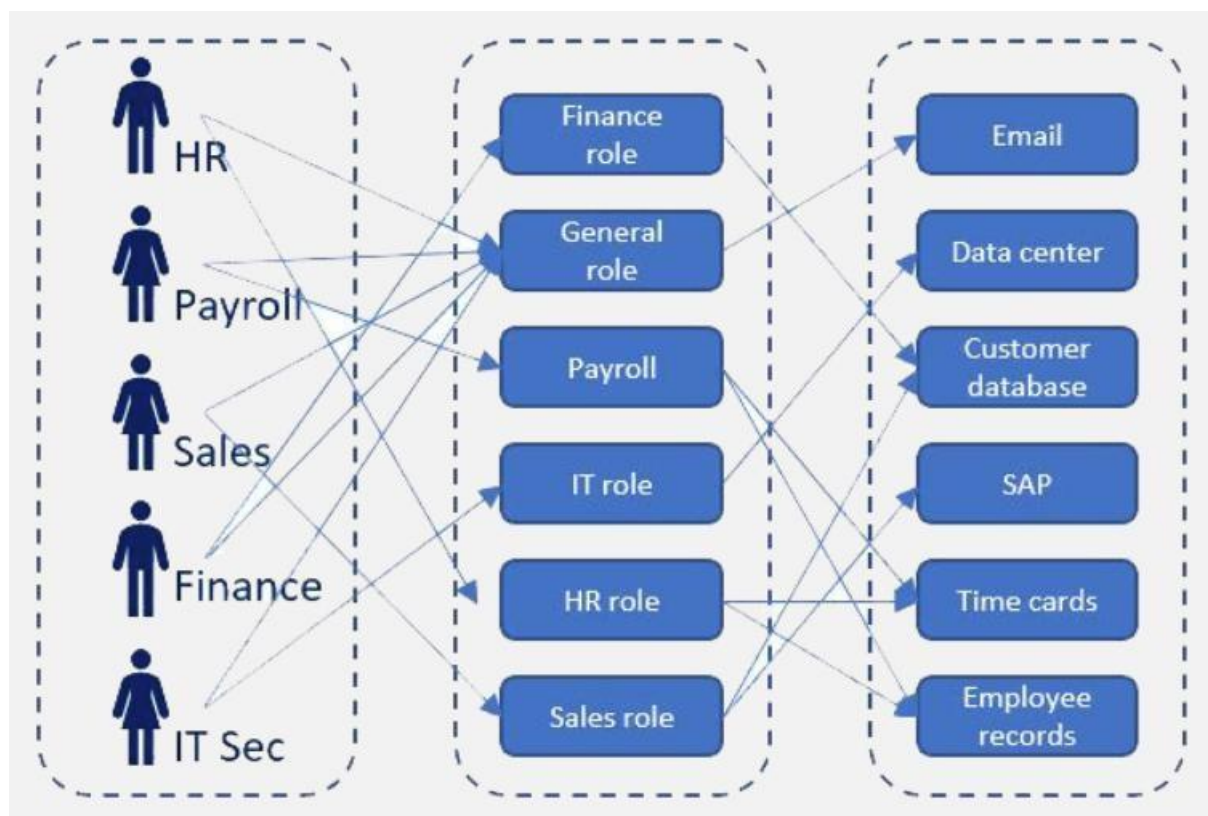 HR
Payroll
Sales
Finance
IT Sec
Finance
role
General
role
Payroll
IT role
HR role
Sales role
Email
Data center
Customer
database
SAP
Time cards
Employee
records